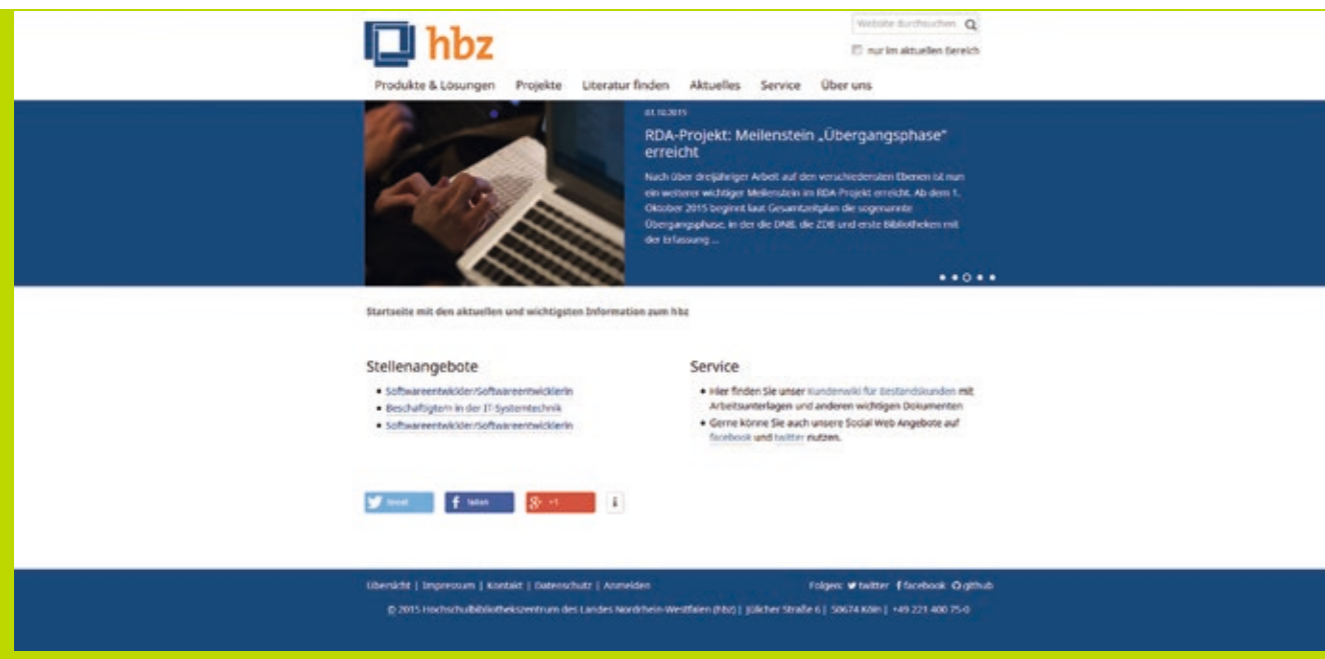 hbz
Website durchsuchen
nur im aktuellen Bereich
Produkte & Lösungen Projekte Literatur finden Aktuelles Service Über uns
01.10.2015
RDA-Projekt: Meilenstein „Übergangsphase“
erreicht
Nach über dreijähriger Arbeit auf den verschiedensten Ebenen ist nun
ein weiterer wichtiger Meilenstein im RDA-Projekt erreicht. Ab dem 1.
Oktober 2015 beginnt laut Gesamtzeitplan die sogenannte
Übergangsphase, in der die DNB, die ZDB und erste Bibliotheken mit
der Erfassung ...
Startseite mit den aktuellen und wichtigsten Information zum hbz
Stellenangebote
Softwareentwickler/Softwareentwicklerin
Beschäftigte/n in der IT-Systemtechnik
Softwareentwickler/Softwareentwicklerin
Service
Hier finden Sie unser Kundenwiki für Bestandskunden mit
Arbeitsunterlagen und anderen wichtigen Dokumenten
Gerne könne Sie auch unsere Social Web Angebote auf
facebook und twitter nutzen.
tweet teilen +1 i
Übersicht | Impressum | Kontakt | Datenschutz | Anmelden
Folgen: twitter facebook github
© 2015 Hochschulbibliothekszentrum des Landes Nordrhein-Westfalen (hbz) | Jülicher Straße 6 | 50674 Köln | +49 221 400 75-0